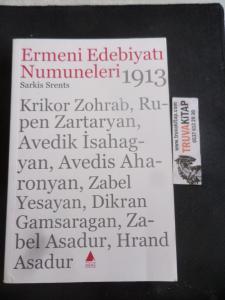 Ermeni Edebiyatı
Numuneleri 1913
Sarkis Srents
Krikor Zohrab, Ru-
pen Zartaryan,
Avedik İsahag-
yan, Avedis Aha-
ronyan, Zabel
Yesayan, Dikran
Gamsaragan, Za-
bel Asadur, Hrand
Asadur
TRUVAKİTAP